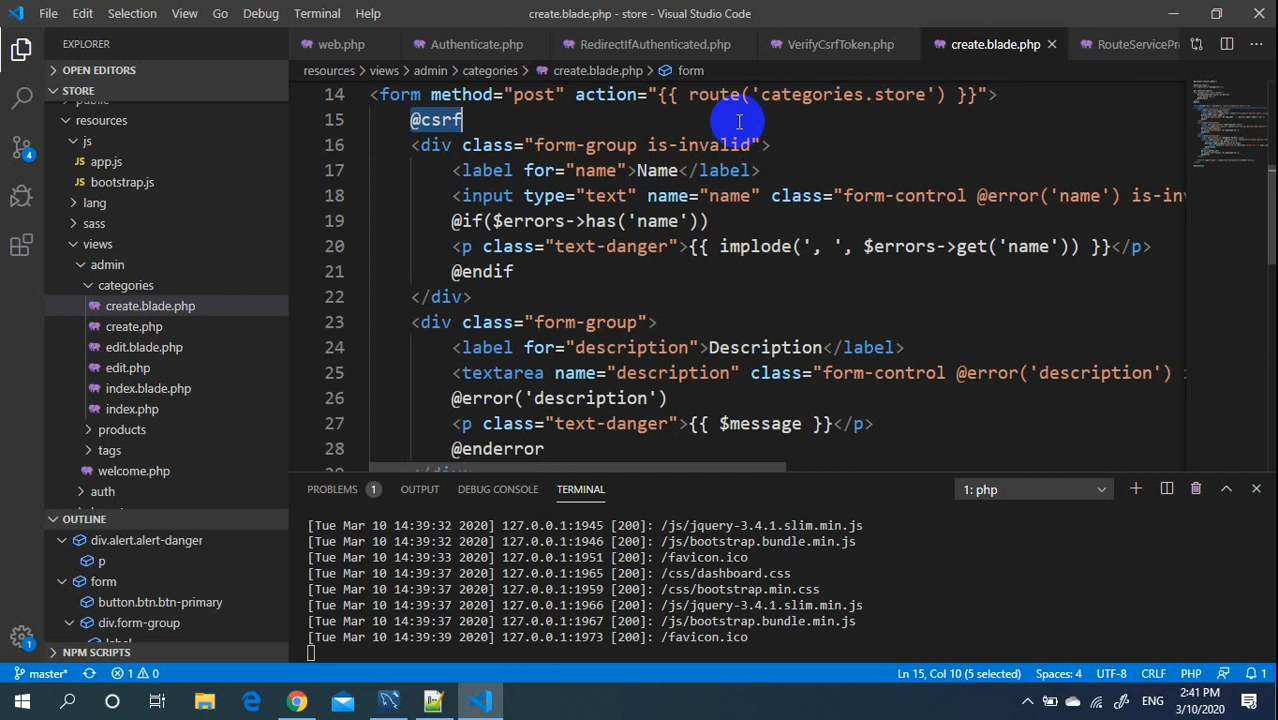 File Edit Selection View Go Debug Terminal Help
create.blade.php - store - Visual Studio Code
EXPLORER
OPEN EDITORS
STORE
public
resources
js
app.js
bootstrap.js
lang
sass
views
admin
categories
create.blade.php
create.php
edit.blade.php
edit.php
index.blade.php
index.php
products
tags
welcome.php
auth
OUTLINE
div.alert.alert-danger
p
form
button.btn.btn-primary
div.form-group
label
NPM SCRIPTS
web.php Authenticate.php RedirectIfAuthenticated.php VerifyCsrfToken.php create.blade.php RouteServicePr
resources > views > admin > categories > create.blade.php > form
14 <form method="post" action="{{ route('categories.store') }}">
15 @csrf
16 <div class="form-group is-invalid">
17 <label for="name">Name</label>
18 <input type="text" name="name" class="form-control @error('name') is-inv
19 @if($errors->has('name'))
20 <p class="text-danger">{{ implode(', ', $errors->get('name')) }}</p>
21 @endif
22 </div>
23 <div class="form-group">
24 <label for="description">Description</label>
25 <textarea name="description" class="form-control @error('description') i
26 @error('description')
27 <p class="text-danger">{{ $message }}</p>
28 @enderror
</div>
PROBLEMS 1 OUTPUT DEBUG CONSOLE TERMINAL 1: php
[Tue Mar 10 14:39:32 2020] 127.0.0.1:1945 [200]: /js/jquery-3.4.1.slim.min.js
[Tue Mar 10 14:39:32 2020] 127.0.0.1:1946 [200]: /js/bootstrap.bundle.min.js
[Tue Mar 10 14:39:33 2020] 127.0.0.1:1951 [200]: /favicon.ico
[Tue Mar 10 14:39:37 2020] 127.0.0.1:1965 [200]: /css/dashboard.css
[Tue Mar 10 14:39:37 2020] 127.0.0.1:1959 [200]: /css/bootstrap.min.css
[Tue Mar 10 14:39:37 2020] 127.0.0.1:1966 [200]: /js/jquery-3.4.1.slim.min.js
[Tue Mar 10 14:39:37 2020] 127.0.0.1:1967 [200]: /js/bootstrap.bundle.min.js
[Tue Mar 10 14:39:39 2020] 127.0.0.1:1973 [200]: /favicon.ico
1
master* 1 0 Ln 15, Col 10 (5 selected) Spaces: 4 UTF-8 CRLF PHP 1
ENG 2:41 PM
3/10/2020